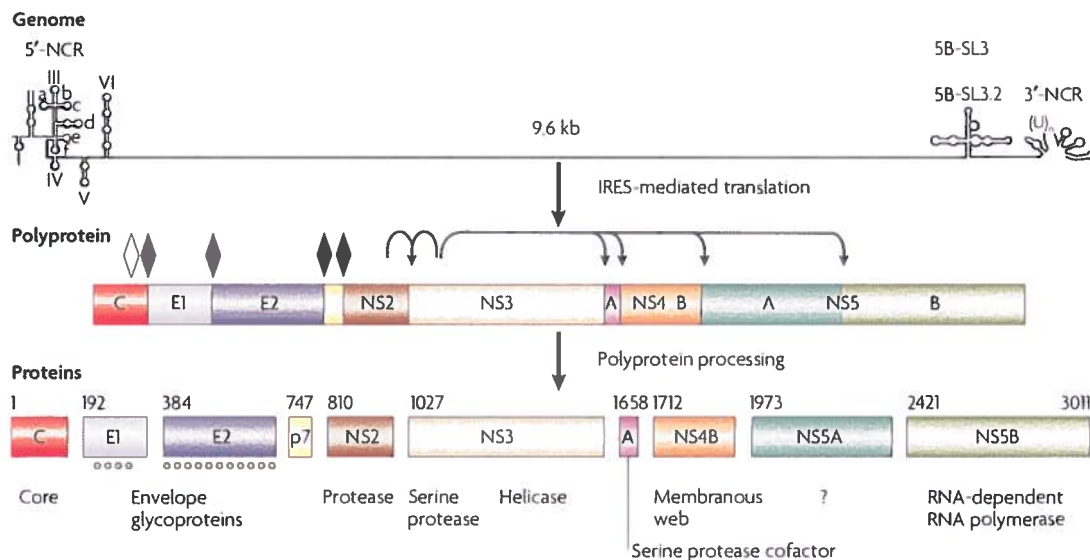 Genome
5′-NCR
5B-SL3
III
VI
II a b
c
5B-SL3.2 3′-NCR
d
9.6 kb
(U)n
e
I
f
IV
V
IRES-mediated translation
Polyprotein
C E1 E2 NS2 NS3 A NS4 B A NS5 B
Polyprotein processing
Proteins
1 192 384 747 810 1027 1658 1712 1973 2421 3011
C E1 E2 p7 NS2 NS3 A NS4B NS5A NS5B
Core Envelope glycoproteins Protease Serine protease Helicase Membranous web ? RNA-dependent RNA polymerase
Serine protease cofactor